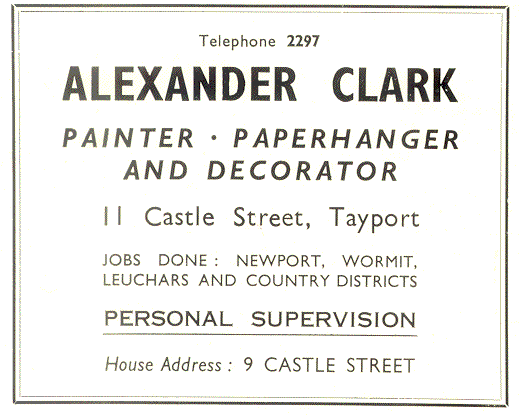 Telephone 2297
ALEXANDER CLARK
PAINTER · PAPERHANGER
AND DECORATOR
11 Castle Street, Tayport
JOBS DONE: NEWPORT, WORMIT,
LEUCHARS AND COUNTRY DISTRICTS
PERSONAL SUPERVISION
House Address: 9 CASTLE STREET